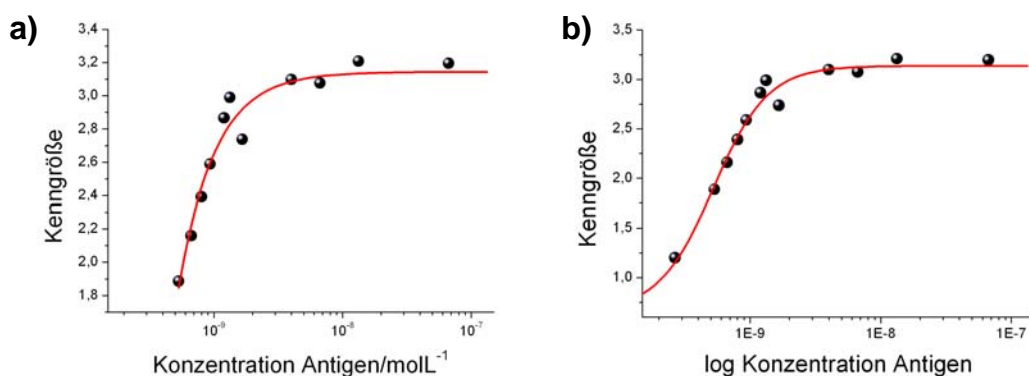 a)
3,4
3,2
3,0
2,8
2,6
2,4
2,2
2,0
1,8
Kenngröße
10⁻⁹
10⁻⁸
10⁻⁷
Konzentration Antigen/molL⁻¹
b)
3,5
3,0
2,5
2,0
1,5
1,0
Kenngröße
1E-9
1E-8
1E-7
log Konzentration Antigen